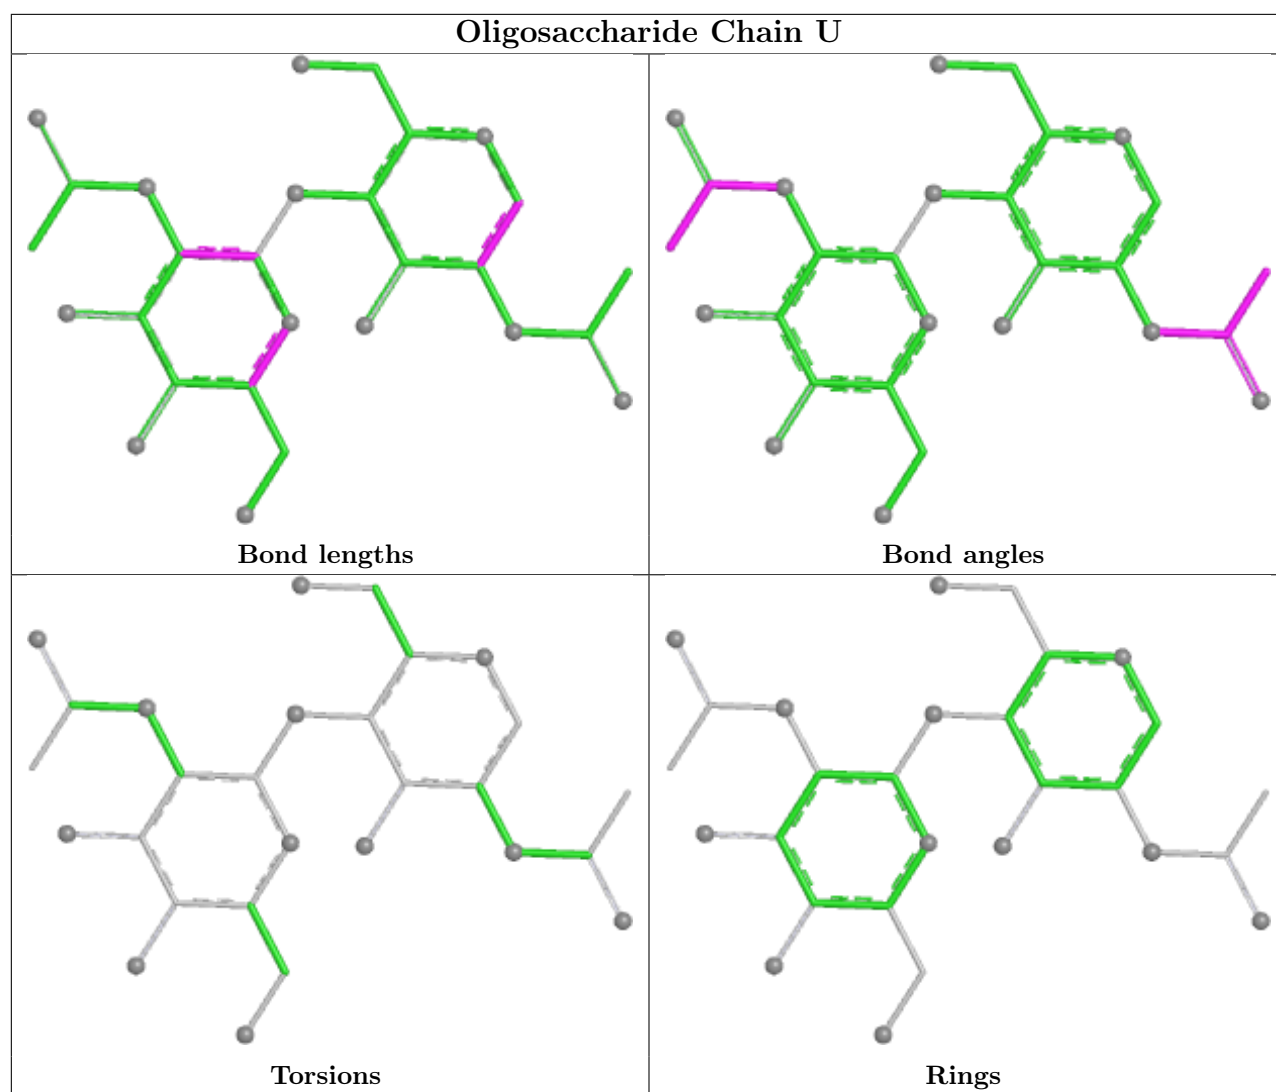 Oligosaccharide Chain U
Bond lengths
Bond angles
Torsions
Rings